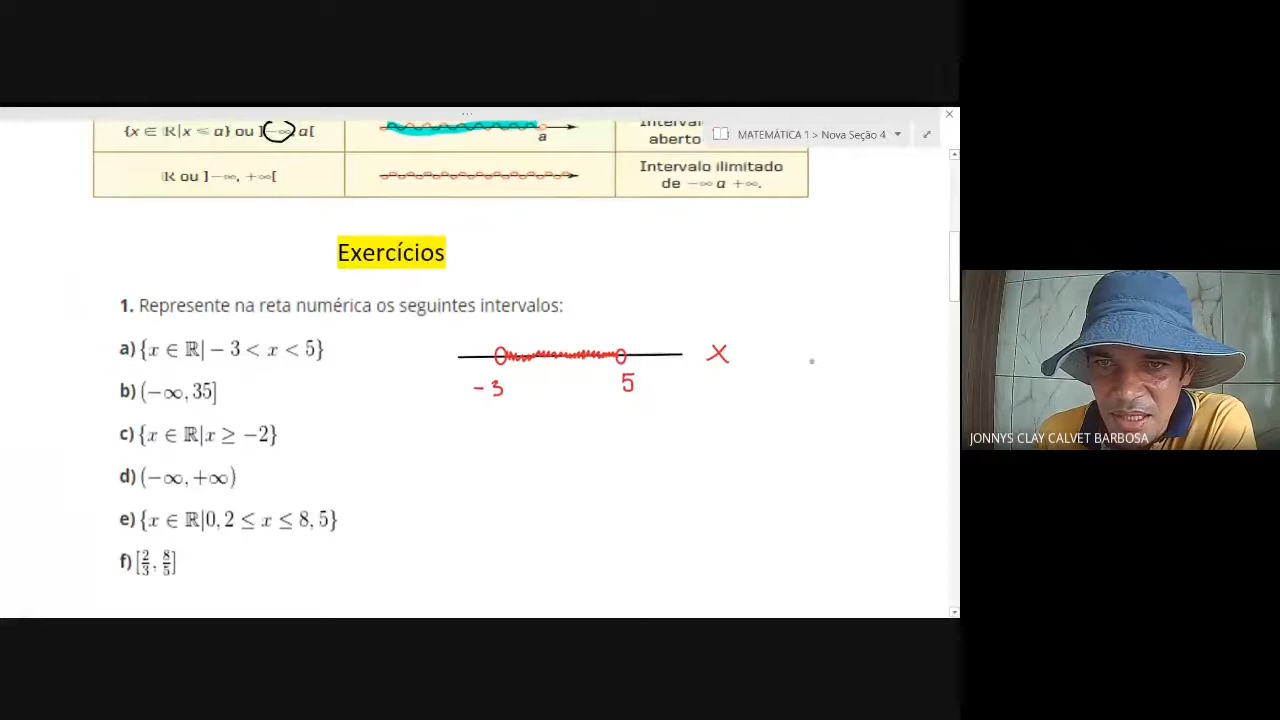 {x ∈ ℝ|x ⩽ a} ou ]−∞, a[
a
aberto
MATEMÁTICA 1 > Nova Seção 4
ℝ ou ]−∞, +∞[
Intervalo ilimitado
de −∞ a +∞.
Exercícios
1. Represente na reta numérica os seguintes intervalos:
a) {x ∈ ℝ| − 3 < x < 5}
-3
5
X
b) (−∞, 35]
c) {x ∈ ℝ|x ≥ −2}
d) (−∞, +∞)
e) {x ∈ ℝ|0, 2 ≤ x ≤ 8, 5}
f) [2/3, 8/5]
JONNYS CLAY CALVET BARBOSA